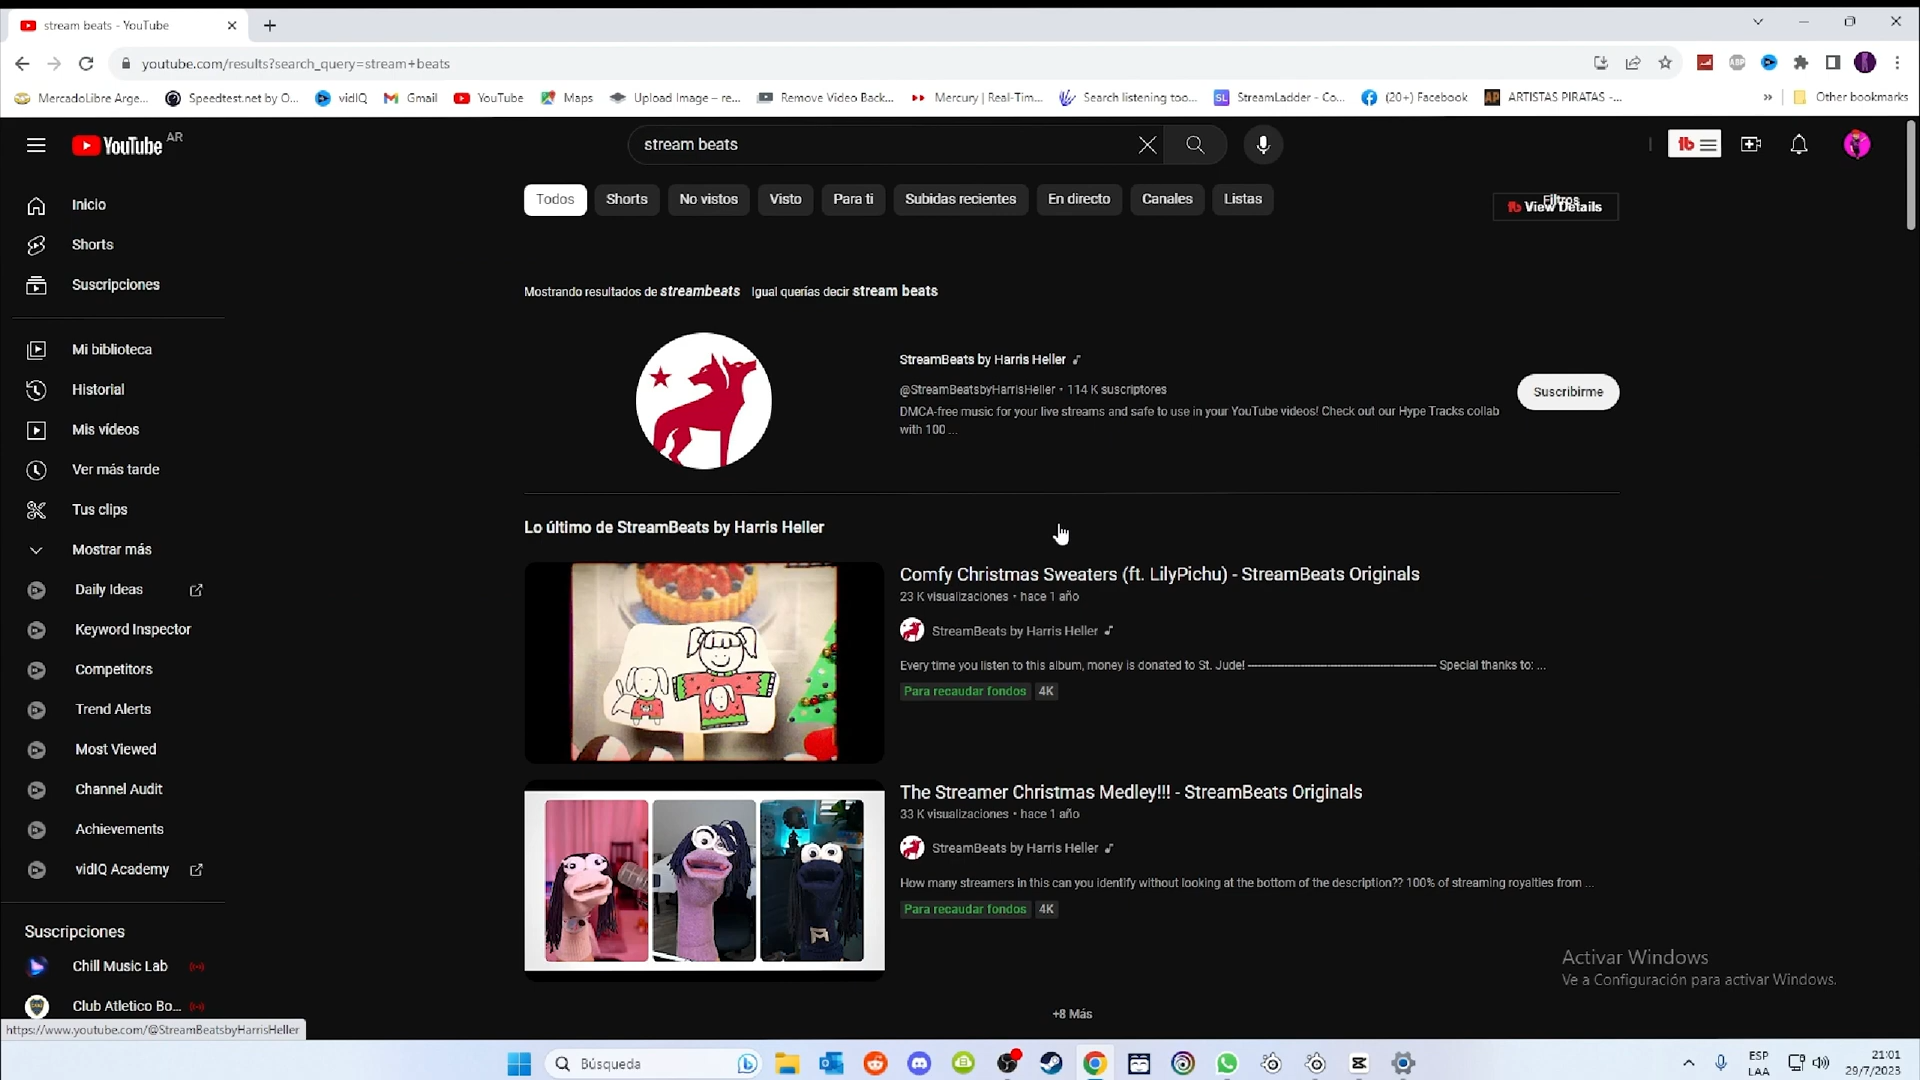 stream beats - YouTube
youtube.com/results?search_query=stream+beats
MercadoLibre Arge...
Speedtest.net by O...
vidIQ
Gmail
YouTube
Maps
Upload Image – re...
Remove Video Back...
Mercury | Real-Tim...
Search listening too...
StreamLadder - Co...
(20+) Facebook
ARTISTAS PIRATAS -...
»
Other bookmarks
YouTube AR
stream beats
Todos
Shorts
No vistos
Visto
Para ti
Subidas recientes
En directo
Canales
Listas
Filtros
View Details
Inicio
Shorts
Suscripciones
Mi biblioteca
Historial
Mis vídeos
Ver más tarde
Tus clips
Mostrar más
Daily Ideas
Keyword Inspector
Competitors
Trend Alerts
Most Viewed
Channel Audit
Achievements
vidIQ Academy
Suscripciones
Chill Music Lab
Club Atletico Bo...
Mostrando resultados de streambeats Igual querías decir stream beats
StreamBeats by Harris Heller
@StreamBeatsbyHarrisHeller • 114 K suscriptores
DMCA-free music for your live streams and safe to use in your YouTube videos! Check out our Hype Tracks collab
with 100 ...
Suscribirme
Lo último de StreamBeats by Harris Heller
Comfy Christmas Sweaters (ft. LilyPichu) - StreamBeats Originals
23 K visualizaciones • hace 1 año
StreamBeats by Harris Heller
Every time you listen to this album, money is donated to St. Jude! ---------------------------------------- Special thanks to: ...
Para recaudar fondos 4K
The Streamer Christmas Medley!!! - StreamBeats Originals
33 K visualizaciones • hace 1 año
StreamBeats by Harris Heller
How many streamers in this can you identify without looking at the bottom of the description?? 100% of streaming royalties from ...
Para recaudar fondos 4K
+8 Más
Activar Windows
Ve a Configuración para activar Windows.
https://www.youtube.com/@StreamBeatsbyHarrisHeller
Búsqueda
ESP
LAA
21:01
29/7/2023